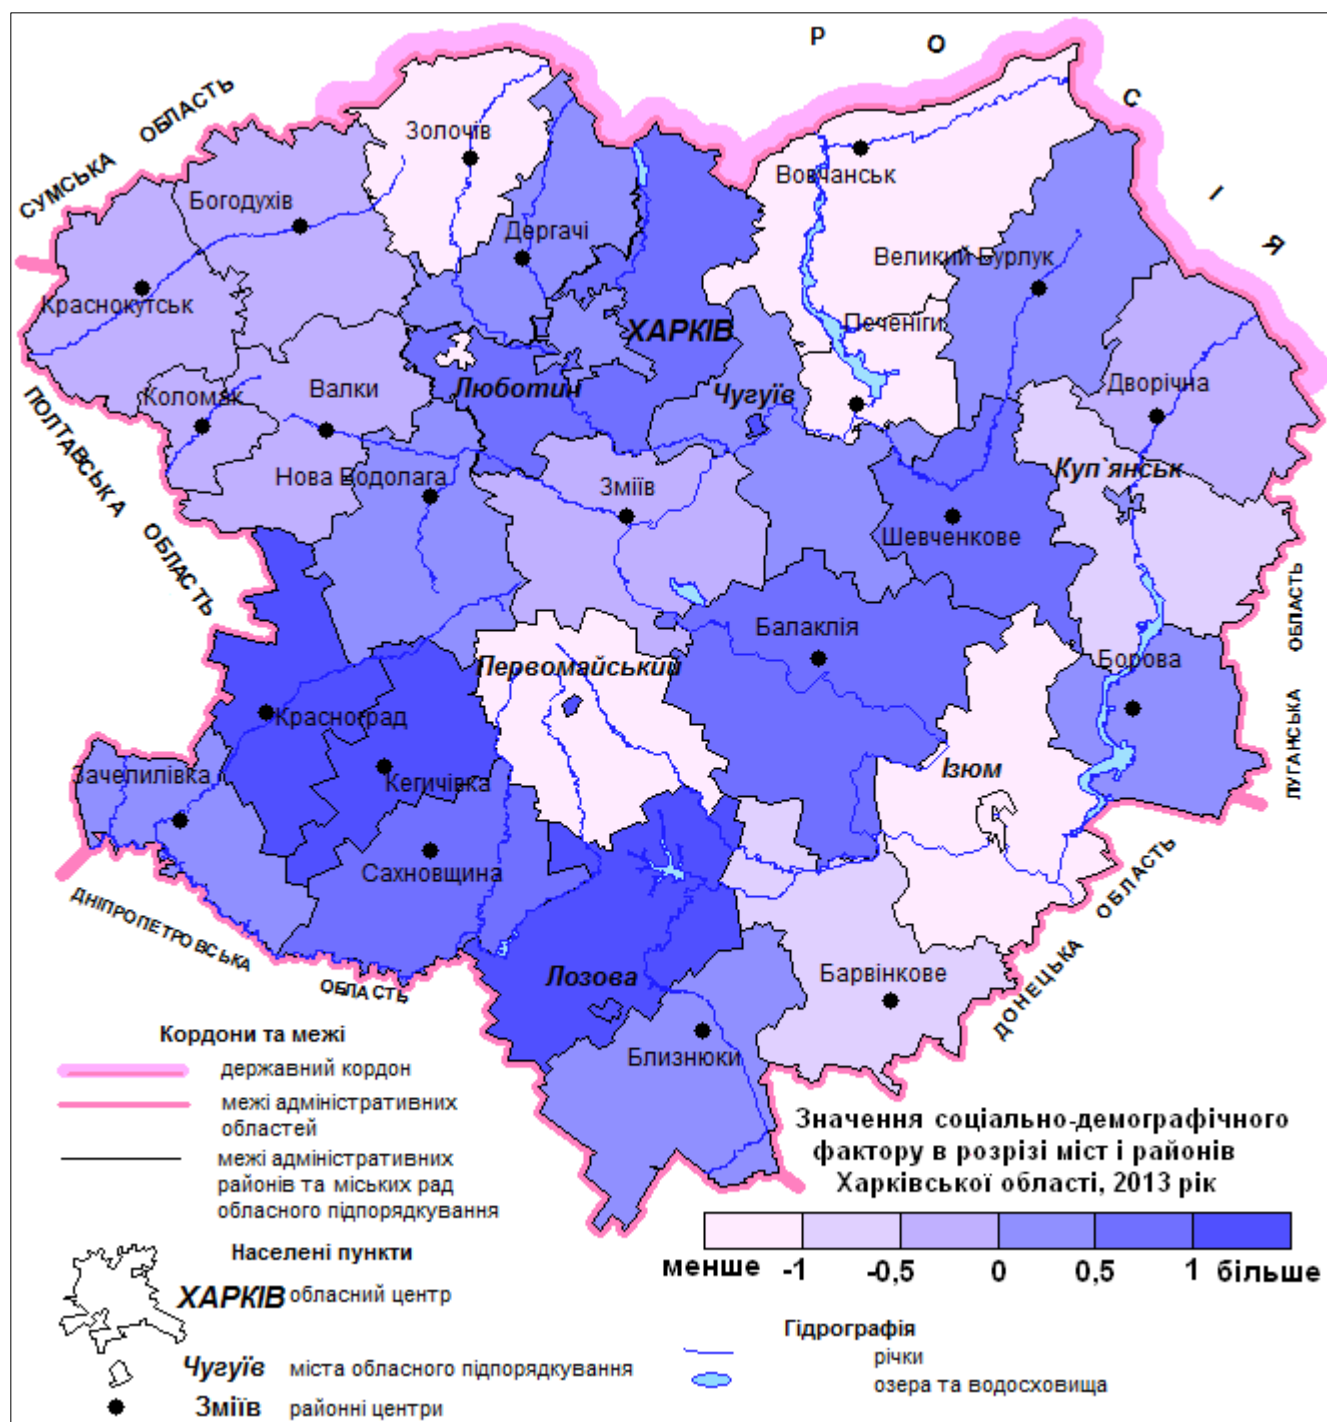 РОСІЯ
СУМСЬКА ОБЛАСТЬ
Золочів
Вовчанськ
Богодухів
Дергачі
Великий Бурлук
Краснокутськ
ХАРКІВ
Печеніги
Люботин
Чугуїв
Дворічна
Коломак
Валки
ПОЛТАВСЬКА ОБЛАСТЬ
Куп`янськ
Нова Водолага
Зміїв
Шевченкове
Балаклія
Борова
Первомайський
ЛУГАНСЬКА ОБЛАСТЬ
Красноград
Зачепилівка
Кегичівка
Ізюм
Сахновщина
ДНІПРОПЕТРОВСЬКА ОБЛАСТЬ
Лозова
Барвінкове
ДОНЕЦЬКА ОБЛАСТЬ
Близнюки
Кордони та межі
державний кордон
межі адміністративних
областей
межі адміністративних
районів та міських рад
обласного підпорядкування
Населені пункти
ХАРКІВ обласний центр
Чугуїв міста обласного підпорядкування
Зміїв районні центри
Значення соціально-демографічного
фактору в розрізі міст і районів
Харківської області, 2013 рік
менше -1 -0,5 0 0,5 1 більше
Гідрографія
річки
озера та водосховища